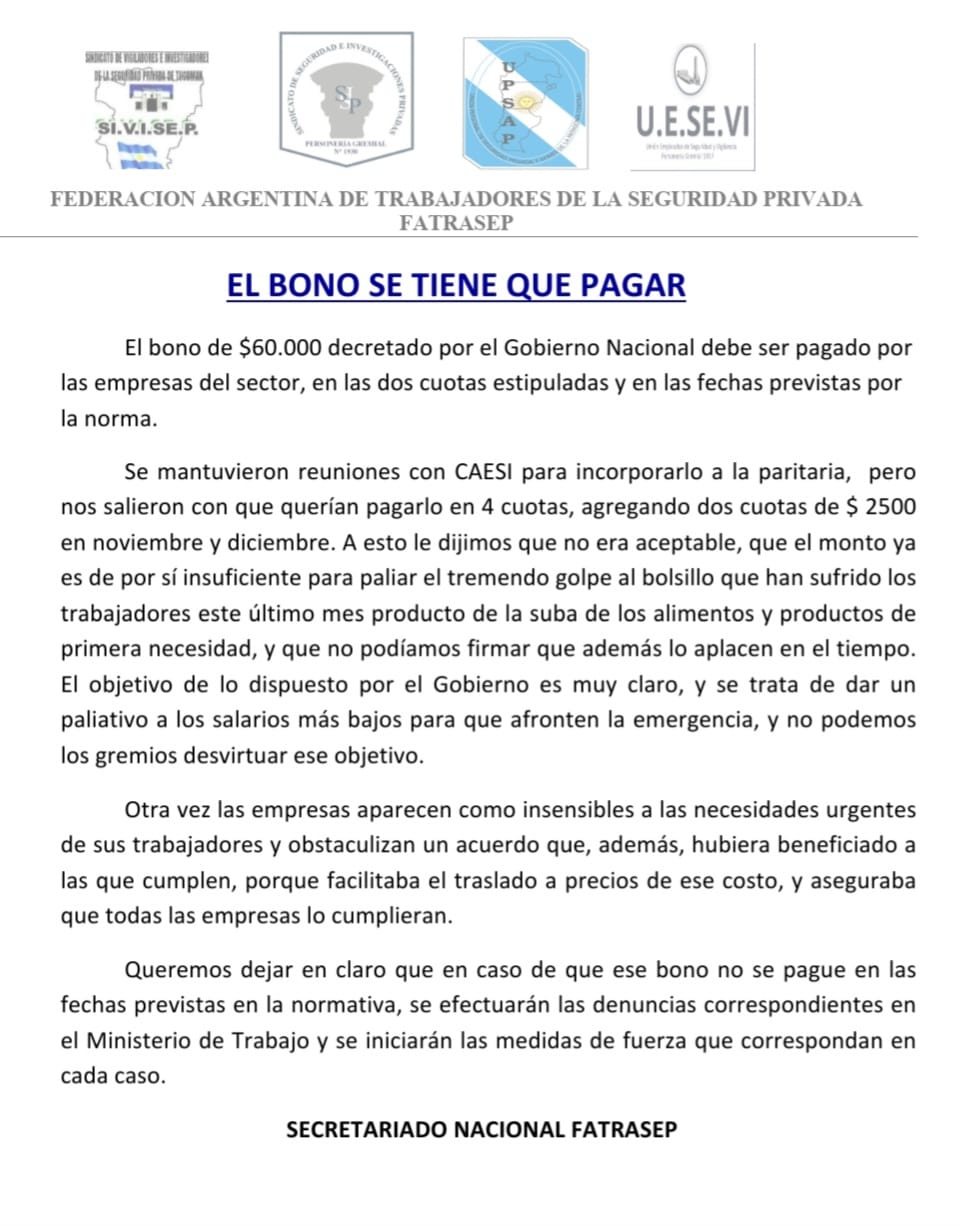 SINDICATO DE VIGILADORES E INVESTIGADORES
DE LA SEGURIDAD PRIVADA DE TUCUMAN
SI.V.I.SE.P.
SINDICATO DE SEGURIDAD E INVESTIGACIONES PRIVADAS
SIP
PERSONERIA GREMIAL
Nº 1930
UPSAP
U.E.SE.VI
Unión Empleados de Seguridad y Vigilancia
FEDERACION ARGENTINA DE TRABAJADORES DE LA SEGURIDAD PRIVADA
FATRASEP
EL BONO SE TIENE QUE PAGAR
El bono de $60.000 decretado por el Gobierno Nacional debe ser pagado por
las empresas del sector, en las dos cuotas estipuladas y en las fechas previstas por
la norma.
Se mantuvieron reuniones con CAESI para incorporarlo a la paritaria, pero
nos salieron con que querían pagarlo en 4 cuotas, agregando dos cuotas de $ 2500
en noviembre y diciembre. A esto le dijimos que no era aceptable, que el monto ya
es de por sí insuficiente para paliar el tremendo golpe al bolsillo que han sufrido los
trabajadores este último mes producto de la suba de los alimentos y productos de
primera necesidad, y que no podíamos firmar que además lo aplacen en el tiempo.
El objetivo de lo dispuesto por el Gobierno es muy claro, y se trata de dar un
paliativo a los salarios más bajos para que afronten la emergencia, y no podemos
los gremios desvirtuar ese objetivo.
Otra vez las empresas aparecen como insensibles a las necesidades urgentes
de sus trabajadores y obstaculizan un acuerdo que, además, hubiera beneficiado a
las que cumplen, porque facilitaba el traslado a precios de ese costo, y aseguraba
que todas las empresas lo cumplieran.
Queremos dejar en claro que en caso de que ese bono no se pague en las
fechas previstas en la normativa, se efectuarán las denuncias correspondientes en
el Ministerio de Trabajo y se iniciarán las medidas de fuerza que correspondan en
cada caso.
SECRETARIADO NACIONAL FATRASEP